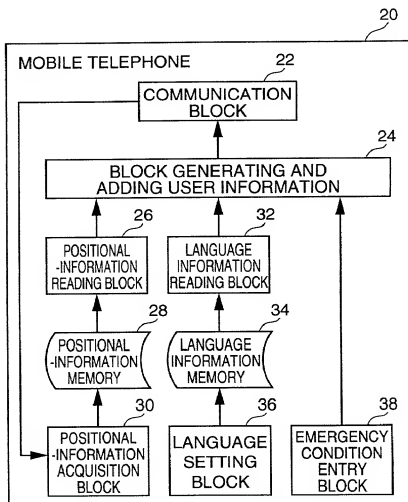 20
MOBILE TELEPHONE
22
COMMUNICATION
BLOCK
24
BLOCK GENERATING AND
ADDING USER INFORMATION
26
32
POSITIONAL
-INFORMATION
READING BLOCK
LANGUAGE
INFORMATION
READING BLOCK
28
34
POSITIONAL
-INFORMATION
MEMORY
LANGUAGE
INFORMATION
MEMORY
30
36
38
POSITIONAL
-INFORMATION
ACQUISITION
BLOCK
LANGUAGE
SETTING
BLOCK
EMERGENCY
CONDITION
ENTRY
BLOCK